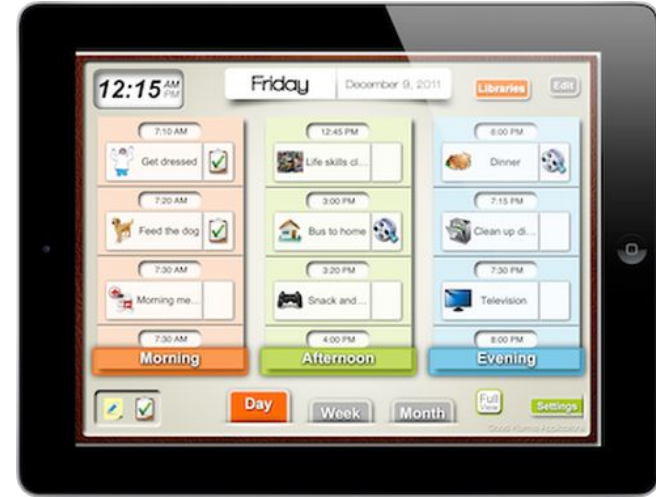 12:15 AM PM
Friday
December 9, 2011
Libraries
Edit
7:10 AM
Get dressed
7:20 AM
Feed the dog
7:30 AM
Morning me...
7:30 AM
Morning
12:45 PM
Life skills cl...
3:00 PM
Bus to home
3:20 PM
Snack and...
4:00 PM
Afternoon
6:00 PM
Dinner
7:15 PM
Clean up di...
7:30 PM
Television
8:00 PM
Evening
Day
Week
Month
Full
View
Settings
Good Karma Applications